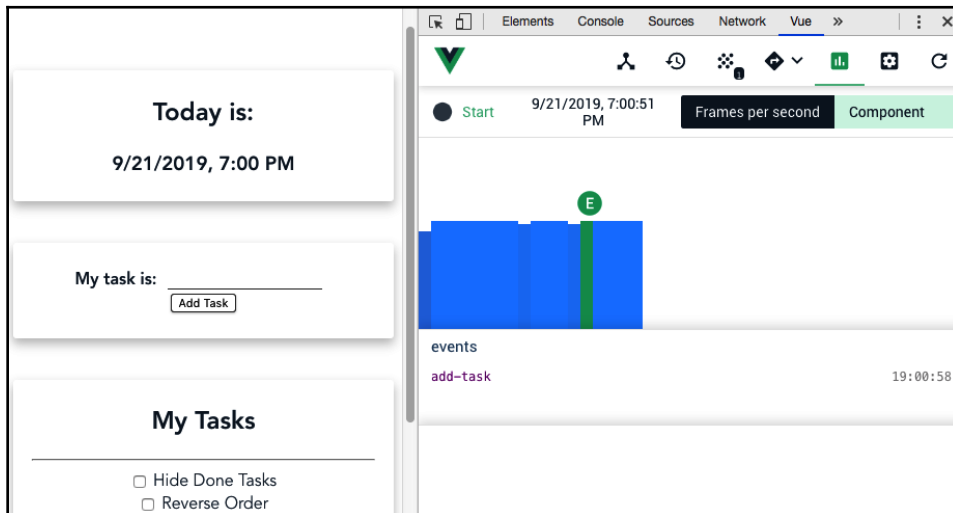 Elements Console Sources Network Vue »
1
Start
9/21/2019, 7:00:51
PM
Frames per second
Component
E
events
add-task 19:00:58
Today is:
9/21/2019, 7:00 PM
My task is:
Add Task
My Tasks
Hide Done Tasks
Reverse Order